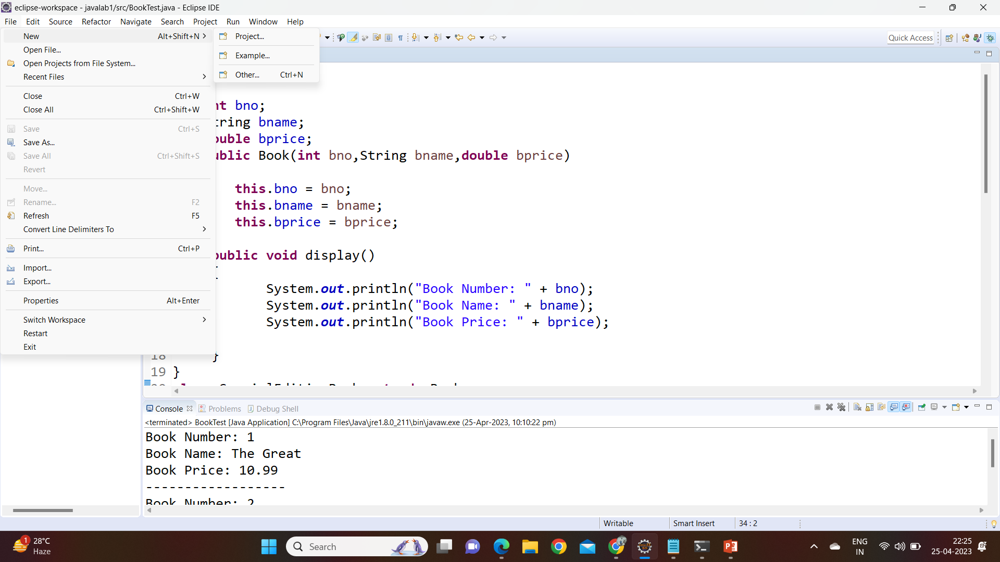 eclipse-workspace - javalab1/src/BookTest.java - Eclipse IDE
File Edit Source Refactor Navigate Search Project Run Window Help
New Alt+Shift+N
Open File...
Open Projects from File System...
Recent Files
Close Ctrl+W
Close All Ctrl+Shift+W
Save Ctrl+S
Save As...
Save All Ctrl+Shift+S
Revert
Move...
Rename... F2
Refresh F5
Convert Line Delimiters To
Print... Ctrl+P
Import...
Export...
Properties Alt+Enter
Switch Workspace
Restart
Exit
Project...
Example...
Other... Ctrl+N
Quick Access
nt bno;
tring bname;
ouble bprice;
ublic Book(int bno,String bname,double bprice)
this.bno = bno;
this.bname = bname;
this.bprice = bprice;
public void display()
{
System.out.println("Book Number: " + bno);
System.out.println("Book Name: " + bname);
System.out.println("Book Price: " + bprice);
18 }
19 }
Console Problems Debug Shell
<terminated> BookTest [Java Application] C:\Program Files\Java\jre1.8.0_211\bin\javaw.exe (25-Apr-2023, 10:10:22 pm)
Book Number: 1
Book Name: The Great
Book Price: 10.99
------------------
Book Number: 2
Writable Smart Insert 34 : 2
1
28°C
Haze
Search
ENG
IN
22:25
25-04-2023